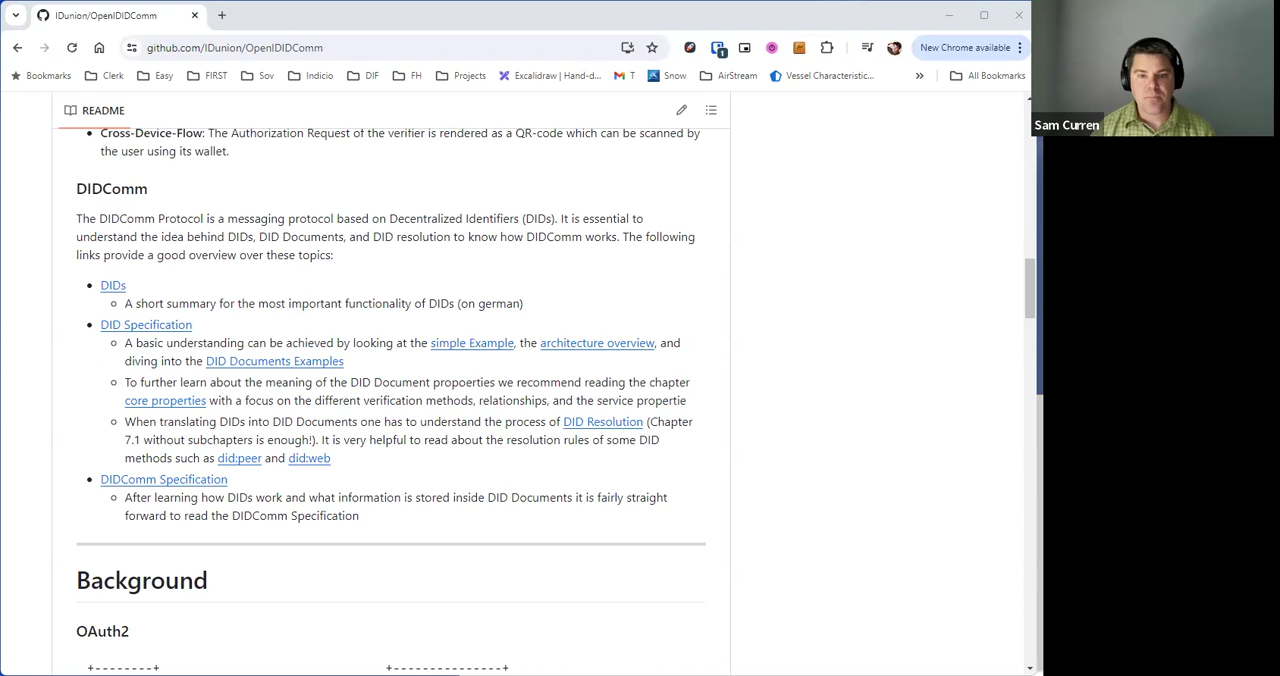 IDunion/OpenIDIDComm
github.com/IDunion/OpenIDIDComm
1
New Chrome available
Bookmarks
Clerk
Easy
FIRST
Sov
Indicio
DIF
FH
Projects
Excalidraw | Hand-d...
T
Snow
AirStream
Vessel Characteristic...
»
All Bookmarks
README
Cross-Device-Flow: The Authorization Request of the verifier is rendered as a QR-code which can be scanned by
the user using its wallet.
DIDComm
The DIDComm Protocol is a messaging protocol based on Decentralized Identifiers (DIDs). It is essential to
understand the idea behind DIDs, DID Documents, and DID resolution to know how DIDComm works. The following
links provide a good overview over these topics:
DIDs
A short summary for the most important functionality of DIDs (on german)
DID Specification
A basic understanding can be achieved by looking at the simple Example, the architecture overview, and
diving into the DID Documents Examples
To further learn about the meaning of the DID Document propoerties we recommend reading the chapter
core properties with a focus on the different verification methods, relationships, and the service propertie
When translating DIDs into DID Documents one has to understand the process of DID Resolution (Chapter
7.1 without subchapters is enough!). It is very helpful to read about the resolution rules of some DID
methods such as did:peer and did:web
DIDComm Specification
After learning how DIDs work and what information is stored inside DID Documents it is fairly straight
forward to read the DIDComm Specification
Background
OAuth2
+--------+ +---------------+
Sam Curren